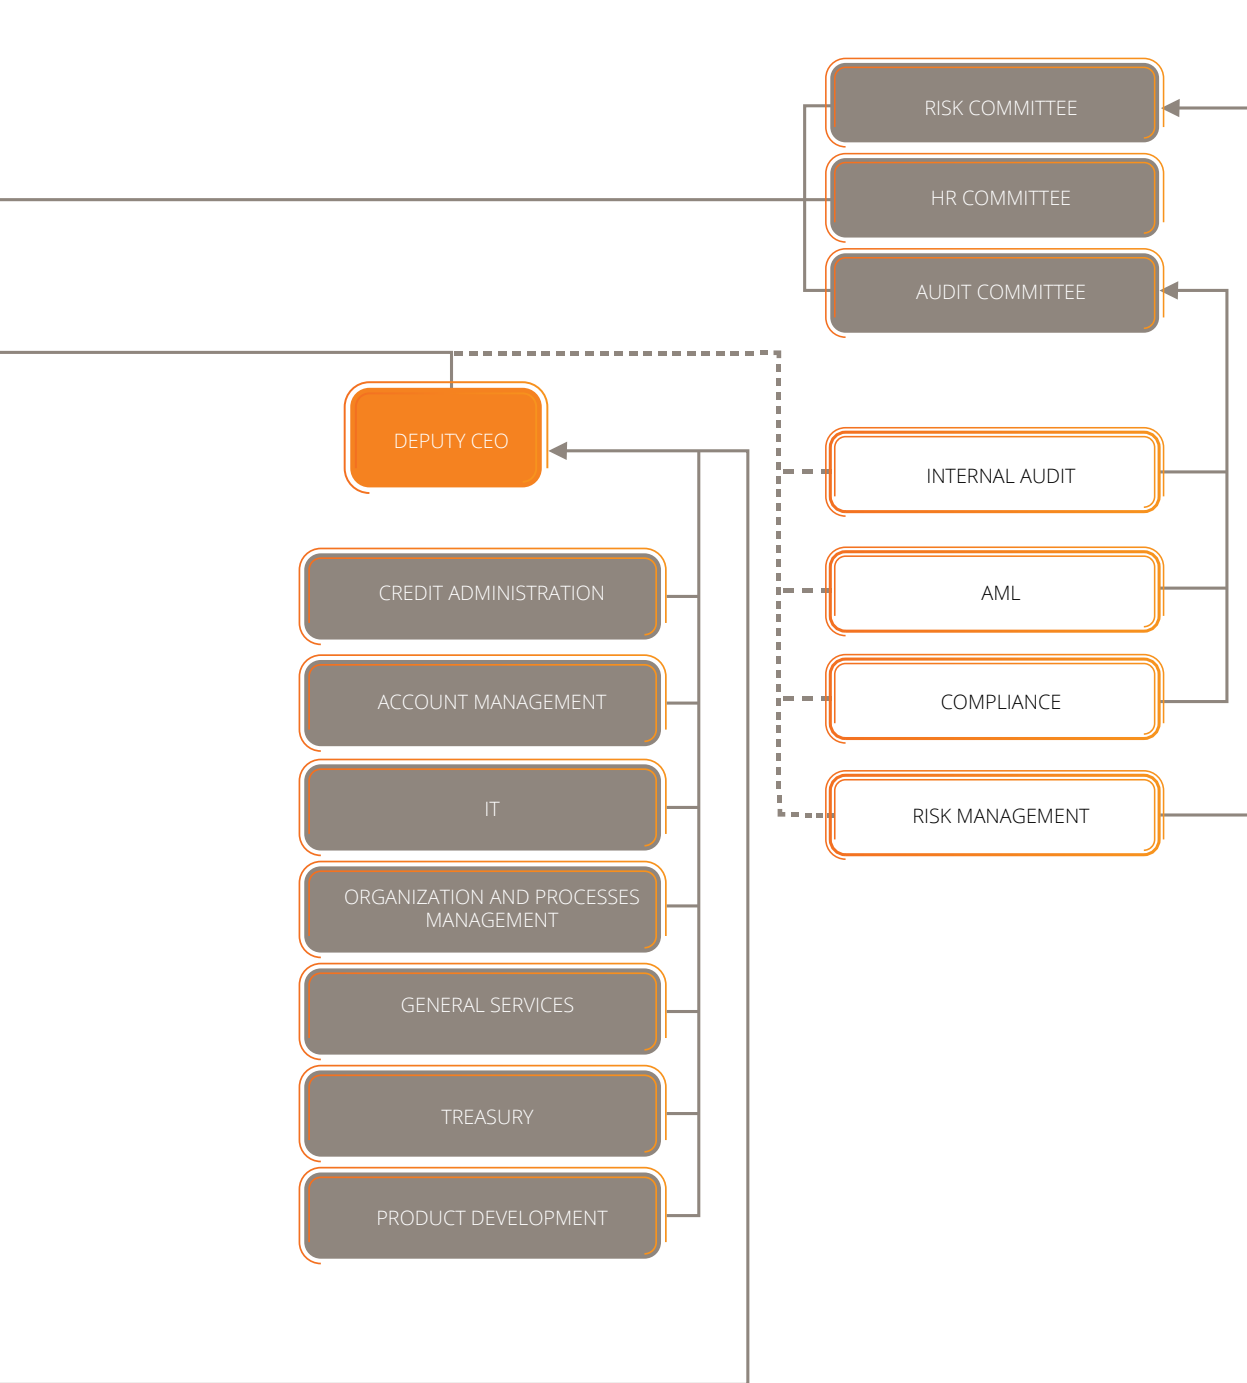 RISK COMMITTEE
HR COMMITTEE
AUDIT COMMITTEE
DEPUTY CEO
INTERNAL AUDIT
AML
COMPLIANCE
RISK MANAGEMENT
CREDIT ADMINISTRATION
ACCOUNT MANAGEMENT
IT
ORGANIZATION AND PROCESSES
MANAGEMENT
GENERAL SERVICES
TREASURY
PRODUCT DEVELOPMENT